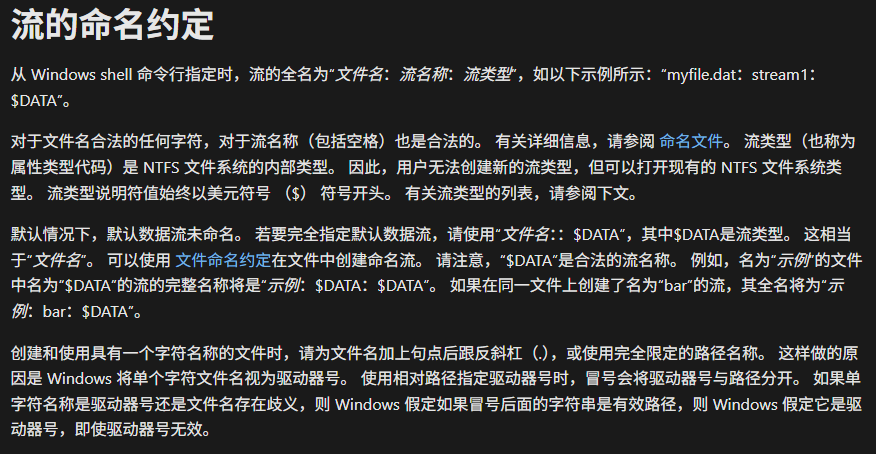 流的命名约定
从 Windows shell 命令行指定时，流的全名为“文件名：流名称：流类型”，如以下示例所示：“myfile.dat：stream1：
$DATA”。
对于文件名合法的任何字符，对于流名称（包括空格）也是合法的。 有关详细信息，请参阅 命名文件。 流类型（也称为
属性类型代码）是 NTFS 文件系统的内部类型。 因此，用户无法创建新的流类型，但可以打开现有的 NTFS 文件系统类
型。 流类型说明符值始终以美元符号 （$） 符号开头。 有关流类型的列表，请参阅下文。
默认情况下，默认数据流未命名。 若要完全指定默认数据流，请使用“文件名：：$DATA”，其中$DATA是流类型。 这相当
于“文件名”。 可以使用 文件命名约定在文件中创建命名流。 请注意，“$DATA”是合法的流名称。 例如，名为“示例”的文件
中名为“$DATA”的流的完整名称将是“示例：$DATA：$DATA”。 如果在同一文件上创建了名为“bar”的流，其全名将为“示
例：bar：$DATA”。
创建和使用具有一个字符名称的文件时，请为文件名加上句点后跟反斜杠（.），或使用完全限定的路径名称。 这样做的原
因是 Windows 将单个字符文件名视为驱动器号。 使用相对路径指定驱动器号时，冒号会将驱动器号与路径分开。 如果单
字符名称是驱动器号还是文件名存在歧义，则 Windows 假定如果冒号后面的字符串是有效路径，则 Windows 假定它是驱
动器号，即使驱动器号无效。